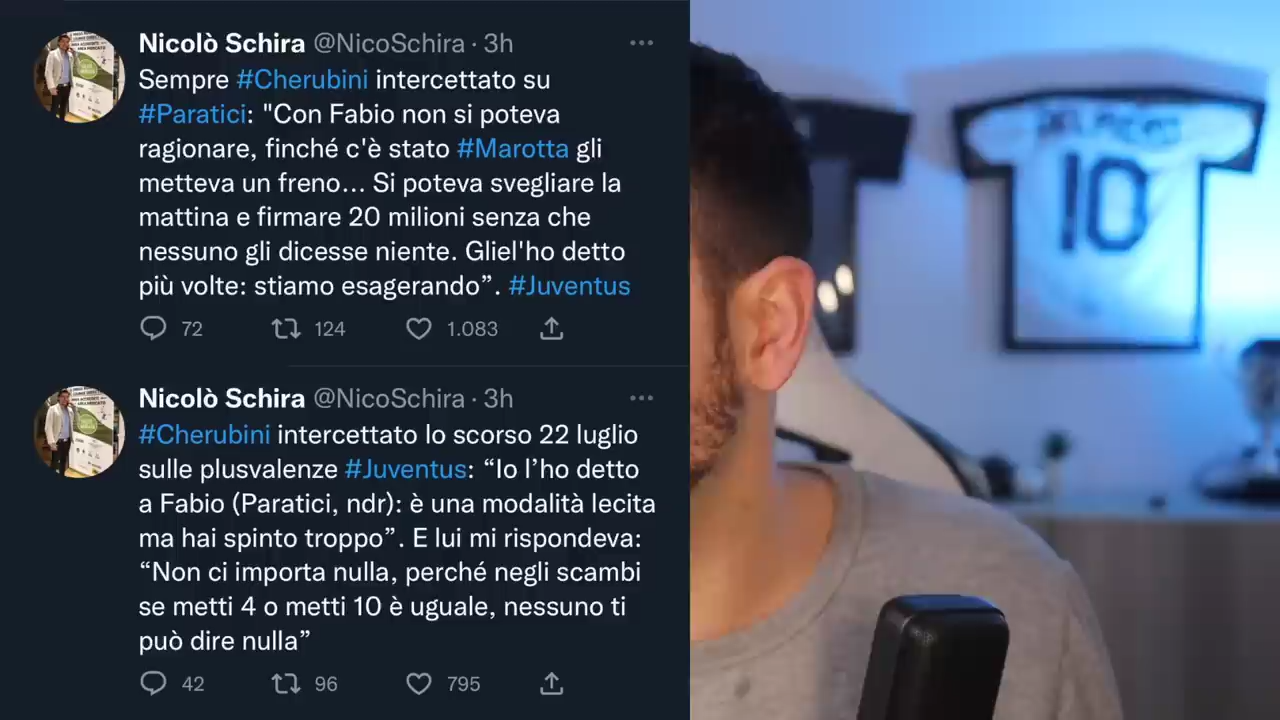 Nicolò Schira @NicoSchira · 3h
Sempre #Cherubini intercettato su
#Paratici: "Con Fabio non si poteva
ragionare, finché c'è stato #Marotta gli
metteva un freno... Si poteva svegliare la
mattina e firmare 20 milioni senza che
nessuno gli dicesse niente. Gliel'ho detto
più volte: stiamo esagerando”. #Juventus
72 124 1.083
Nicolò Schira @NicoSchira · 3h
#Cherubini intercettato lo scorso 22 luglio
sulle plusvalenze #Juventus: “Io l’ho detto
a Fabio (Paratici, ndr): è una modalità lecita
ma hai spinto troppo”. E lui mi rispondeva:
“Non ci importa nulla, perché negli scambi
se metti 4 o metti 10 è uguale, nessuno ti
può dire nulla”
42 96 795
10